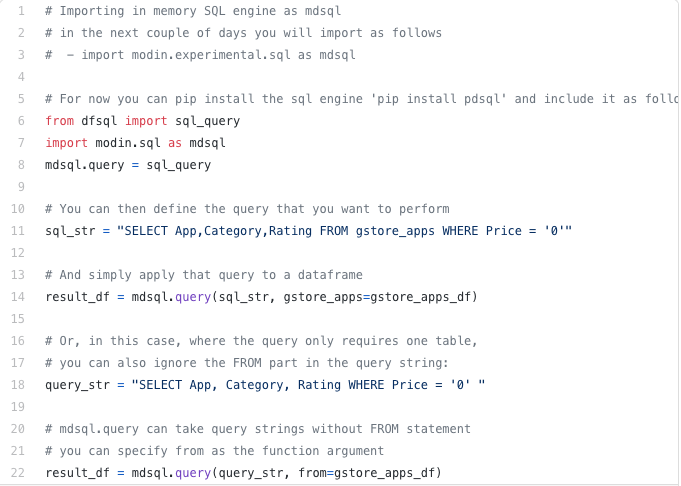 1 # Importing in memory SQL engine as mdsql
2 # in the next couple of days you will import as follows
3 #  – import modin.experimental.sql as mdsql
4
5 # For now you can pip install the sql engine 'pip install pdsql' and include it as
6 from dfsql import sql_query
7 import modin.sql as mdsql
8 mdsql.query = sql_query
9
10 # You can then define the query that you want to perform
11 sql_str = "SELECT App,Category,Rating FROM gstore_apps WHERE Price = '0'"
12
13 # And simply apply that query to a dataframe
14 result_df = mdsql.query(sql_str, gstore_apps=gstore_apps_df)
15
16 # Or, in this case, where the query only requires one table,
17 # you can also ignore the FROM part in the query string:
18 query_str = "SELECT App, Category, Rating WHERE Price = '0' "
19
20 # mdsql.query can take query strings without FROM statement
21 # you can specify from as the function argument
22 result_df = mdsql.query(query_str, from=gstore_apps_df)